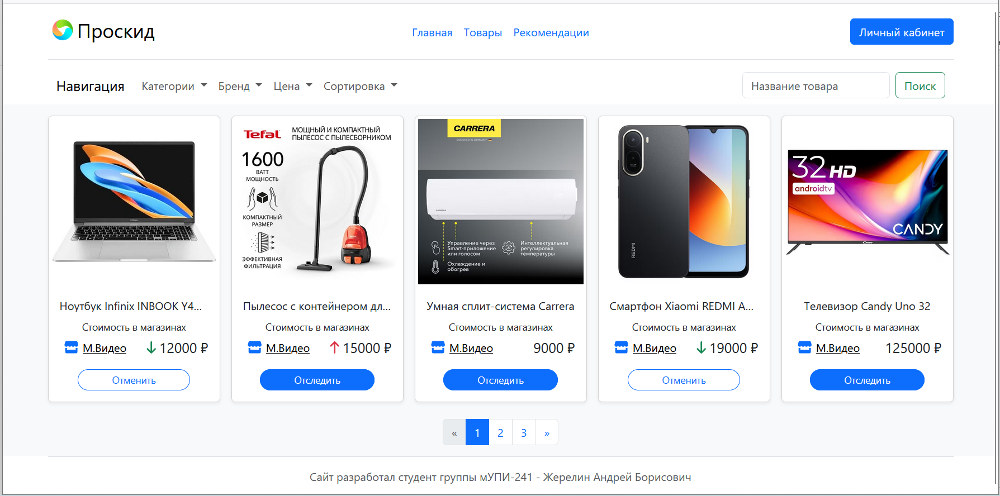 Проскид
Главная Товары Рекомендации
Личный кабинет
Навигация Категории Бренд Цена Сортировка
Название товара Поиск
infinix
Ноутбук Infinix INBOOK Y4...
Стоимость в магазинах
М.Видео 12000 ₽
Отменить
Tefal
МОЩНЫЙ И КОМПАКТНЫЙ
ПЫЛЕСОС С ПЫЛЕСБОРНИКОМ
1600
ВАТТ
МОЩНОСТЬ
КОМПАКТНЫЙ
РАЗМЕР
ЭФФЕКТИВНАЯ
ФИЛЬТРАЦИЯ
Tefal
Пылесос с контейнером дл...
Стоимость в магазинах
М.Видео 15000 ₽
Отследить
CARRERA
DESIGNED IN GERMANY
CARRERA
Управление через
Smart-приложение
или голосом
Охлаждение и
обогрев
AI
Интеллектуальная
регулировка
температуры
Умная сплит-система Carrera
Стоимость в магазинах
М.Видео 9000 ₽
Отследить
REDMI
Смартфон Xiaomi REDMI A...
Стоимость в магазинах
М.Видео 19000 ₽
Отменить
32 HD
androidtv
CANDY
CANDY
Телевизор Candy Uno 32
Стоимость в магазинах
М.Видео 125000 ₽
Отследить
« 1 2 3 »
Сайт разработал студент группы мУПИ-241 - Жерелин Андрей Борисович